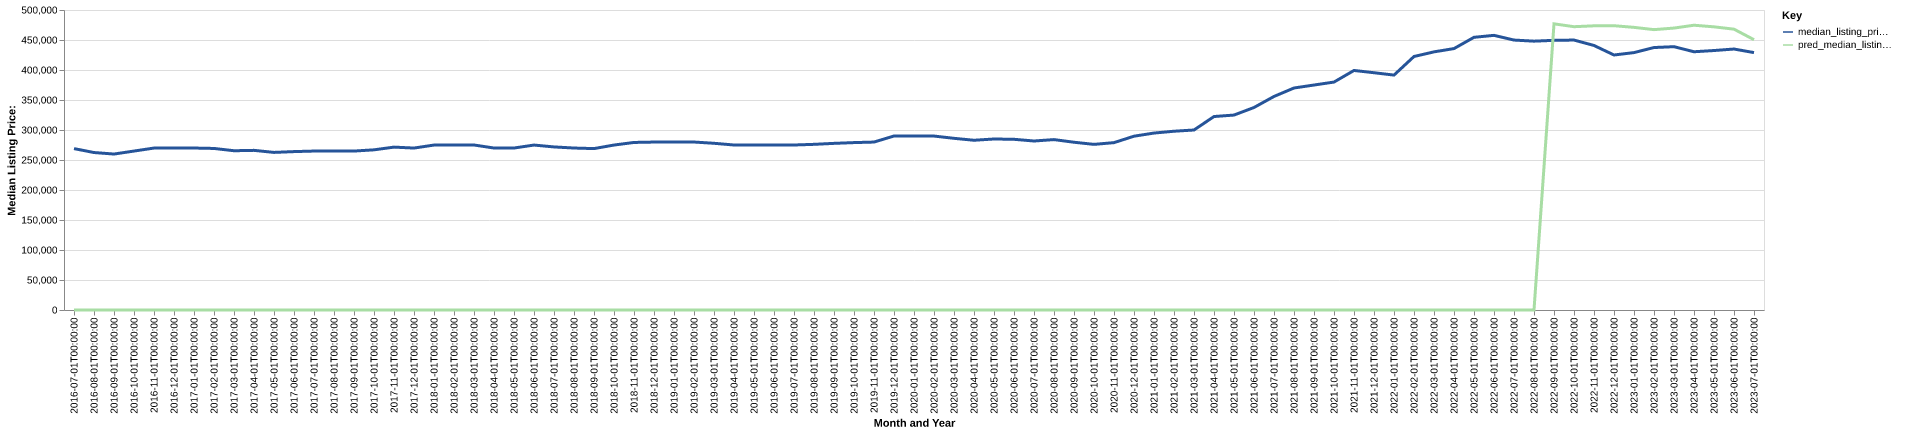 500,000
450,000
400,000
350,000
300,000
250,000
200,000
150,000
100,000
50,000
0
Median Listing Price:
2016-07-01T00:00:00
2016-08-01T00:00:00
2016-09-01T00:00:00
2016-10-01T00:00:00
2016-11-01T00:00:00
2016-12-01T00:00:00
2017-01-01T00:00:00
2017-02-01T00:00:00
2017-03-01T00:00:00
2017-04-01T00:00:00
2017-05-01T00:00:00
2017-06-01T00:00:00
2017-07-01T00:00:00
2017-08-01T00:00:00
2017-09-01T00:00:00
2017-10-01T00:00:00
2017-11-01T00:00:00
2017-12-01T00:00:00
2018-01-01T00:00:00
2018-02-01T00:00:00
2018-03-01T00:00:00
2018-04-01T00:00:00
2018-05-01T00:00:00
2018-06-01T00:00:00
2018-07-01T00:00:00
2018-08-01T00:00:00
2018-09-01T00:00:00
2018-10-01T00:00:00
2018-11-01T00:00:00
2018-12-01T00:00:00
2019-01-01T00:00:00
2019-02-01T00:00:00
2019-03-01T00:00:00
2019-04-01T00:00:00
2019-05-01T00:00:00
2019-06-01T00:00:00
2019-07-01T00:00:00
2019-08-01T00:00:00
2019-09-01T00:00:00
2019-10-01T00:00:00
2019-11-01T00:00:00
2019-12-01T00:00:00
2020-01-01T00:00:00
2020-02-01T00:00:00
2020-03-01T00:00:00
2020-04-01T00:00:00
2020-05-01T00:00:00
2020-06-01T00:00:00
2020-07-01T00:00:00
2020-08-01T00:00:00
2020-09-01T00:00:00
2020-10-01T00:00:00
2020-11-01T00:00:00
2020-12-01T00:00:00
2021-01-01T00:00:00
2021-02-01T00:00:00
2021-03-01T00:00:00
2021-04-01T00:00:00
2021-05-01T00:00:00
2021-06-01T00:00:00
2021-07-01T00:00:00
2021-08-01T00:00:00
2021-09-01T00:00:00
2021-10-01T00:00:00
2021-11-01T00:00:00
2021-12-01T00:00:00
2022-01-01T00:00:00
2022-02-01T00:00:00
2022-03-01T00:00:00
2022-04-01T00:00:00
2022-05-01T00:00:00
2022-06-01T00:00:00
2022-07-01T00:00:00
2022-08-01T00:00:00
2022-09-01T00:00:00
2022-10-01T00:00:00
2022-11-01T00:00:00
2022-12-01T00:00:00
2023-01-01T00:00:00
2023-02-01T00:00:00
2023-03-01T00:00:00
2023-04-01T00:00:00
2023-05-01T00:00:00
2023-06-01T00:00:00
2023-07-01T00:00:00
Month and Year
Key
median_listing_pri…
pred_median_listin…